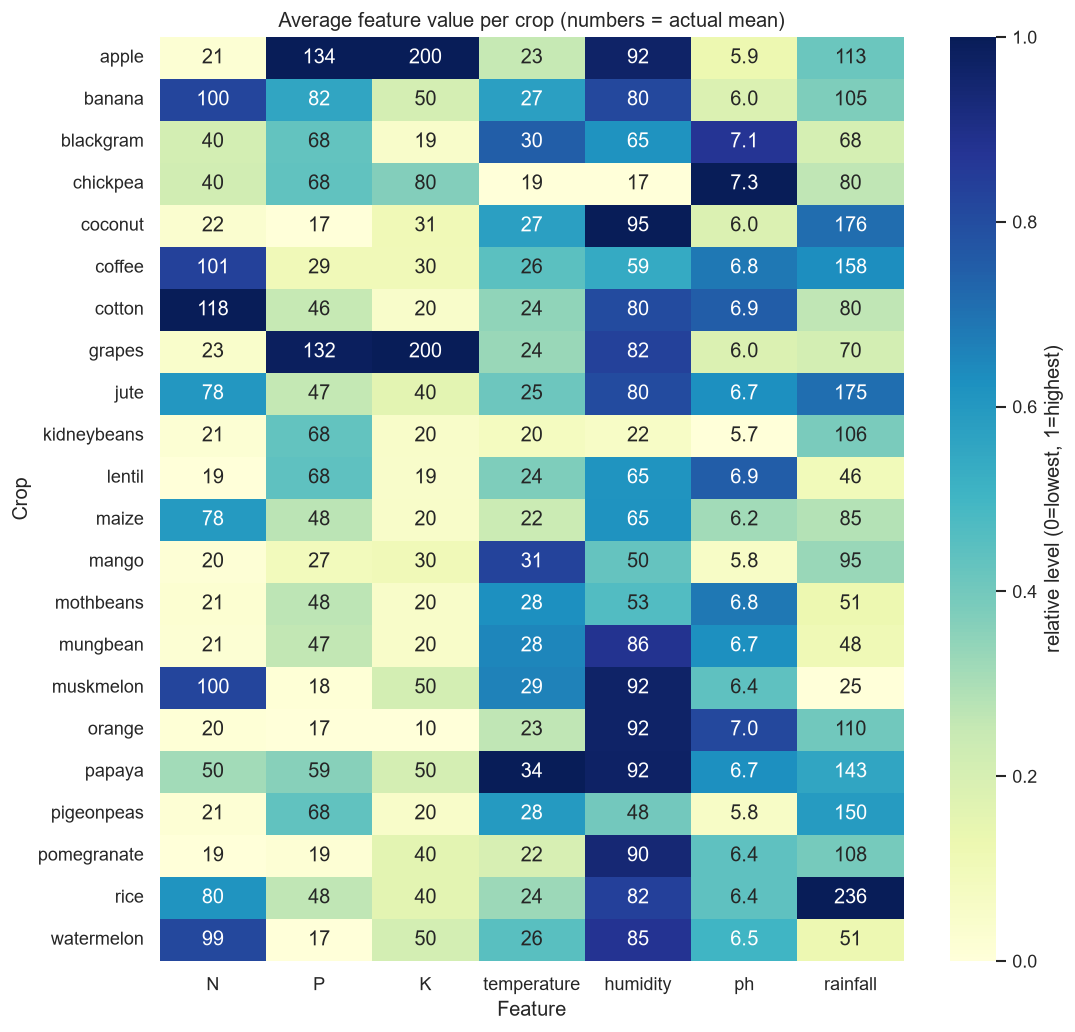 Average feature value per crop (numbers = actual mean)
apple 21 134 200 23 92 5.9 113
banana 100 82 50 27 80 6.0 105
blackgram 40 68 19 30 65 7.1 68
chickpea 40 68 80 19 17 7.3 80
coconut 22 17 31 27 95 6.0 176
coffee 101 29 30 26 59 6.8 158
cotton 118 46 20 24 80 6.9 80
grapes 23 132 200 24 82 6.0 70
jute 78 47 40 25 80 6.7 175
kidneybeans 21 68 20 20 22 5.7 106
lentil 19 68 19 24 65 6.9 46
maize 78 48 20 22 65 6.2 85
mango 20 27 30 31 50 5.8 95
mothbeans 21 48 20 28 53 6.8 51
mungbean 21 47 20 28 86 6.7 48
muskmelon 100 18 50 29 92 6.4 25
orange 20 17 10 23 92 7.0 110
papaya 50 59 50 34 92 6.7 143
pigeonpeas 21 68 20 28 48 5.8 150
pomegranate 19 19 40 22 90 6.4 108
rice 80 48 40 24 82 6.4 236
watermelon 99 17 50 26 85 6.5 51
N P K temperature humidity ph rainfall
Feature
Crop
1.0
0.8
0.6
0.4
0.2
0.0
relative level (0=lowest, 1=highest)